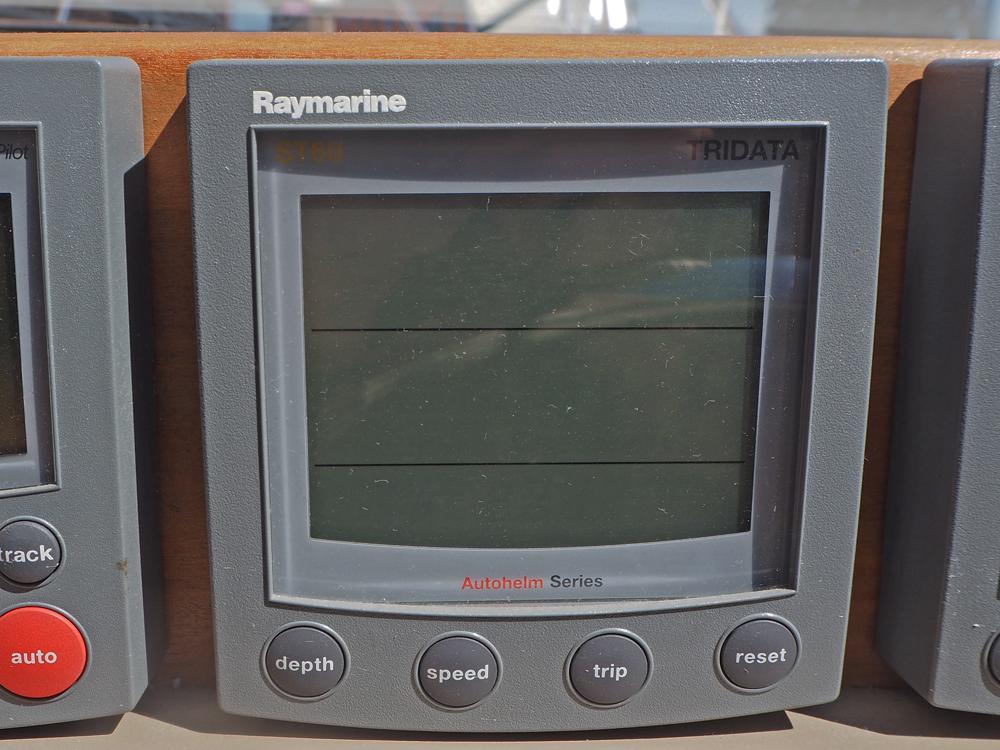 Raymarine
ST60 TRIDATA
Pilot
Autohelm Series
track
auto
depth speed trip reset